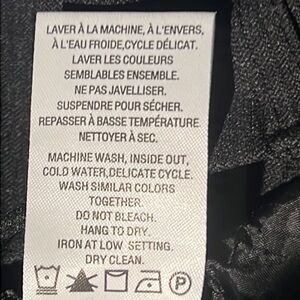 LAVER À LA MACHINE, À L'ENVERS,
À L'EAU FROIDE,CYCLE DÉLICAT.
LAVER LES COULEURS
SEMBLABLES ENSEMBLE.
NE PAS JAVELLISER.
SUSPENDRE POUR SÉCHER.
REPASSER À BASSE TEMPÉRATURE.
NETTOYER À SEC.
MACHINE WASH, INSIDE OUT,
COLD WATER,DELICATE CYCLE.
WASH SIMILAR COLORS
TOGETHER.
DO NOT BLEACH.
HANG TO DRY.
IRON AT LOW SETTING.
DRY CLEAN.
P